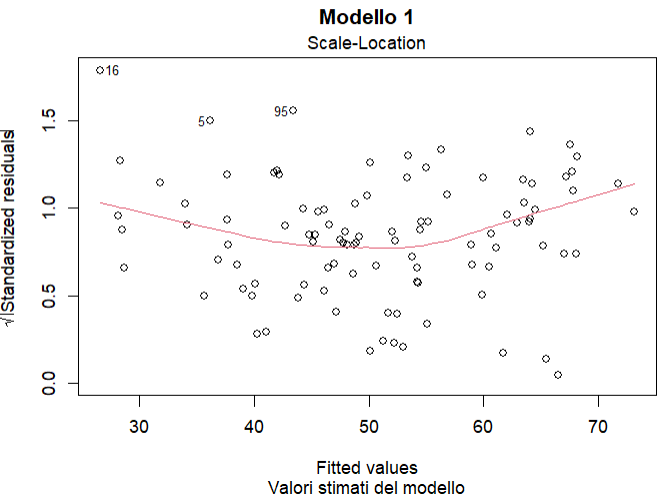 Modello 1
Scale-Location
16
5
95
√|Standardized residuals|
0.0 0.5 1.0 1.5
30 40 50 60 70
Fitted values
Valori stimati del modello